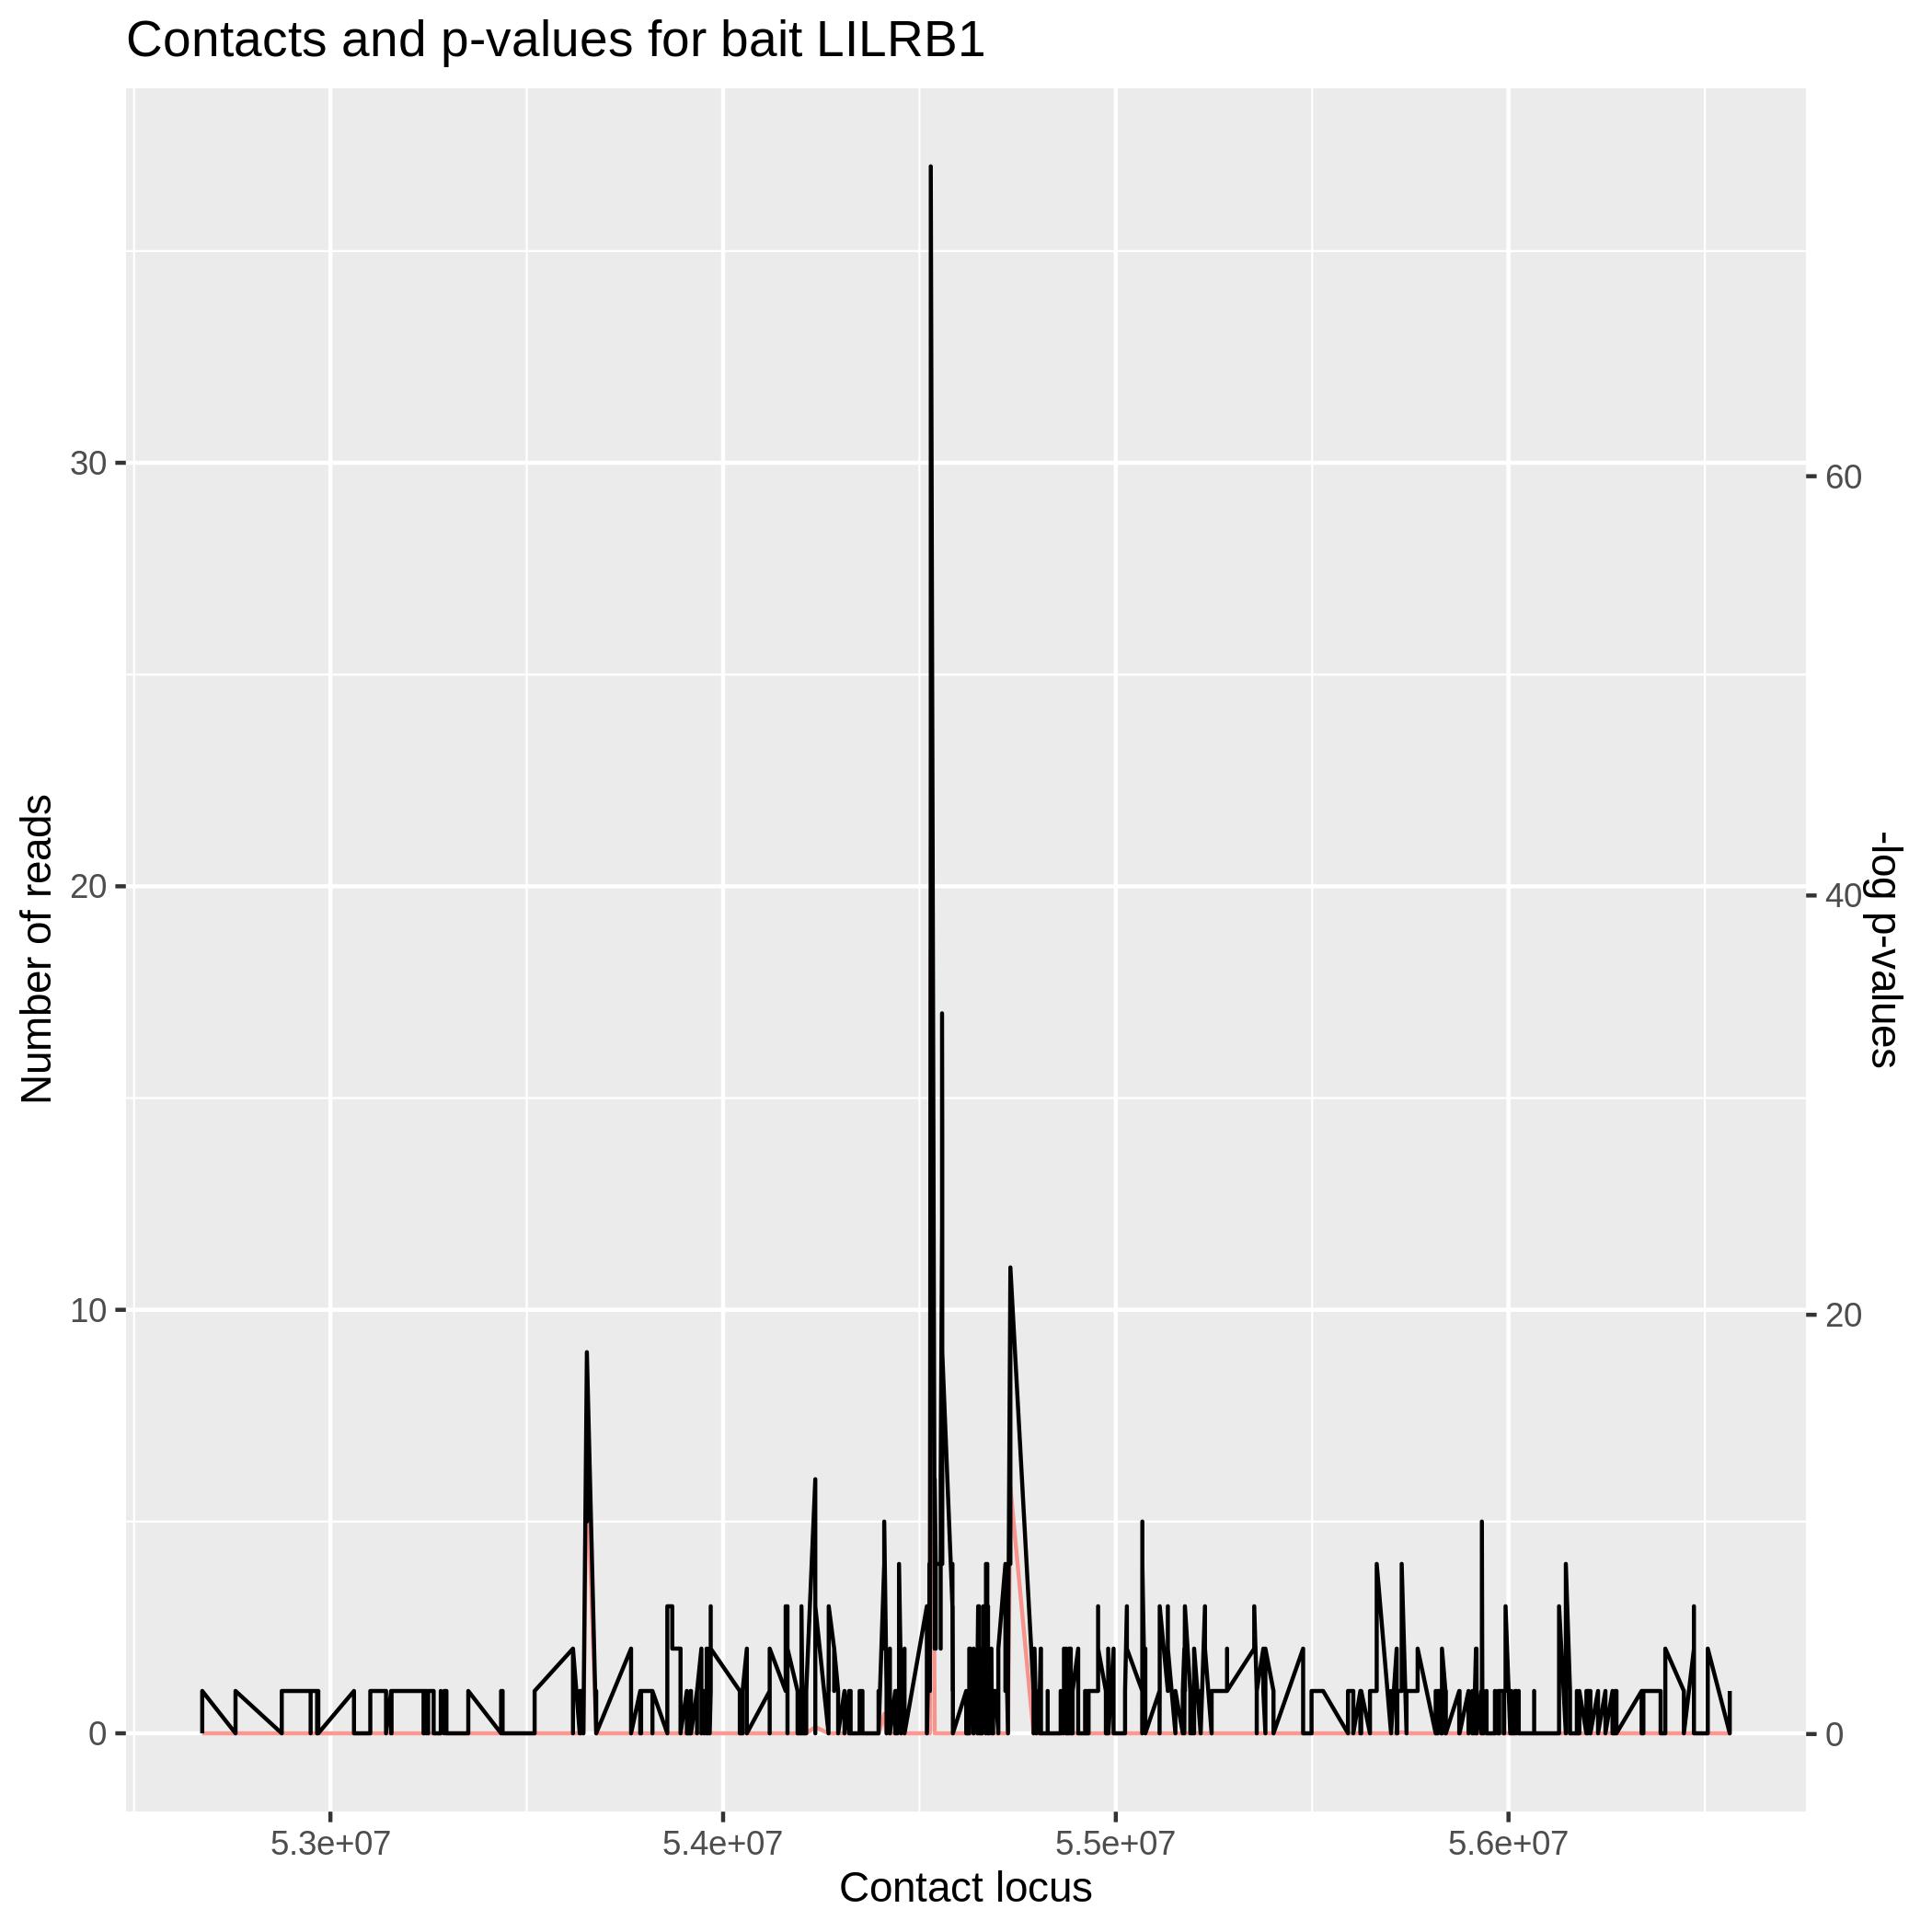 Contacts and p-values for bait LILRB1
Number of reads
30
20
10
0
60
40
20
0
-log p-values
5.3e+07
5.4e+07
5.5e+07
5.6e+07
Contact locus